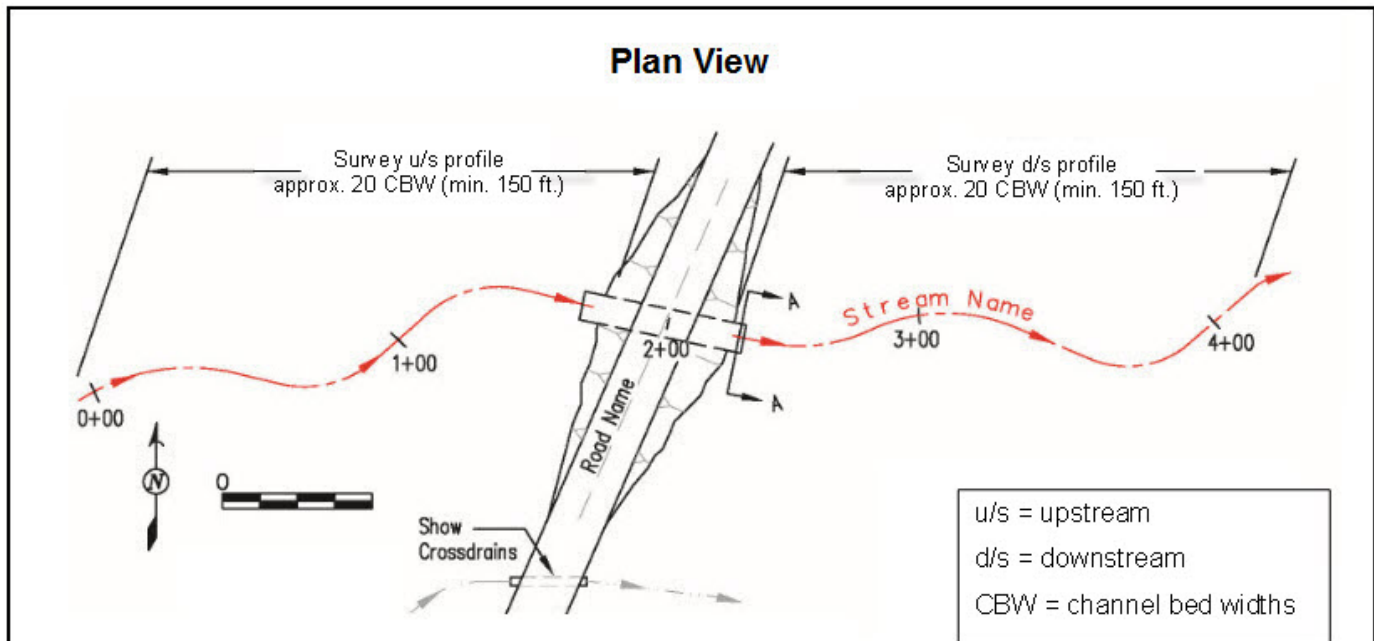 Plan View
Survey u/s profile
approx. 20 CBW (min. 150 ft.)
Survey d/s profile
approx. 20 CBW (min. 150 ft.)
A
Stream Name
0+00
1+00
2+00
3+00
4+00
A
Road Name
N
0
Show
Crossdrains
u/s = upstream
d/s = downstream
CBW = channel bed widths